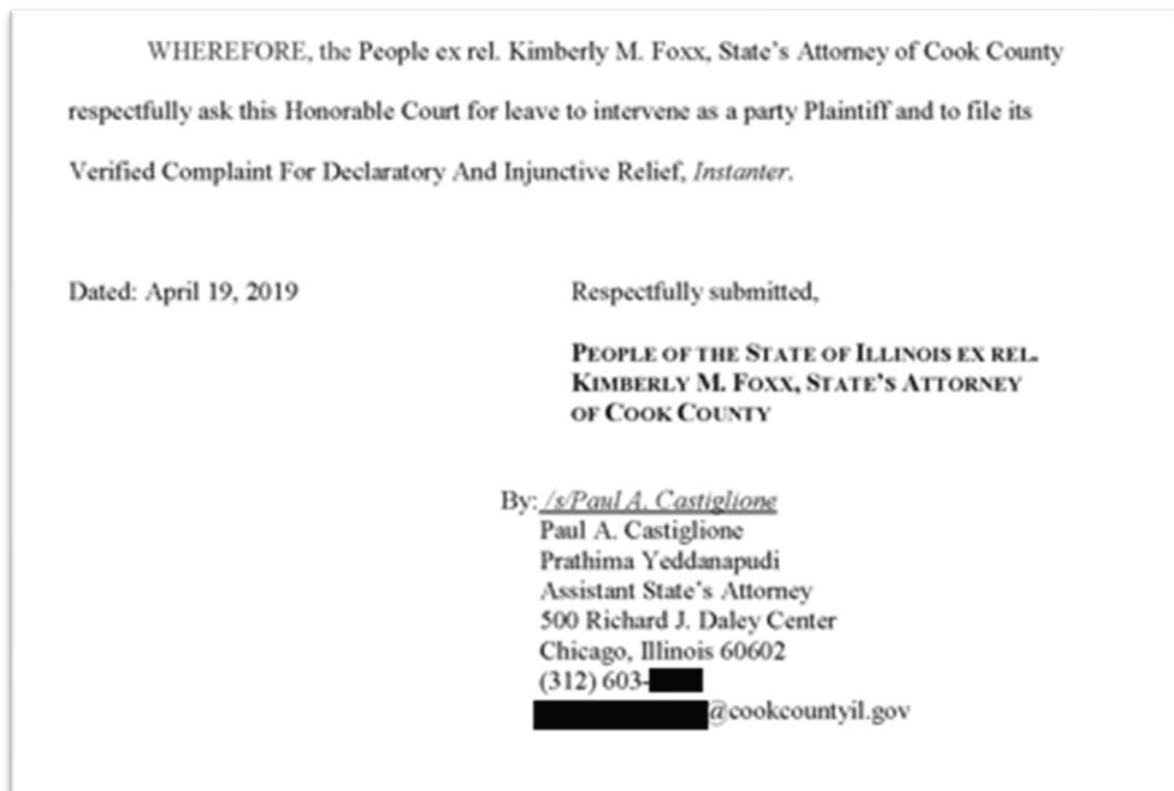 WHEREFORE, the People ex rel. Kimberly M. Foxx, State's Attorney of Cook County
respectfully ask this Honorable Court for leave to intervene as a party Plaintiff and to file its
Verified Complaint For Declaratory And Injunctive Relief, Instanter.
Dated: April 19, 2019
Respectfully submitted,
PEOPLE OF THE STATE OF ILLINOIS EX REL.
KIMBERLY M. FOXX, STATE'S ATTORNEY
OF COOK COUNTY
By: /s/Paul A. Castiglione
Paul A. Castiglione
Prathima Yeddanapudi
Assistant State's Attorney
500 Richard J. Daley Center
Chicago, Illinois 60602
(312) 603-
@cookcountyil.gov